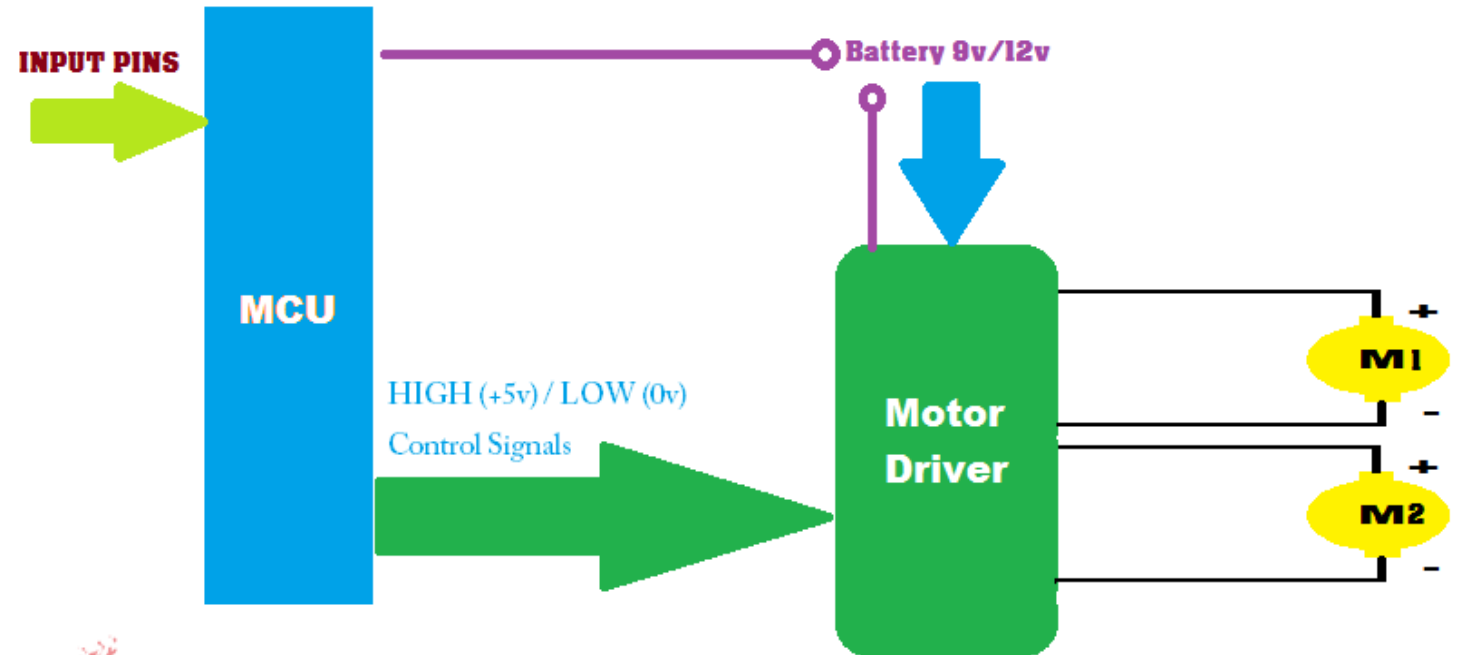 INPUT PINS
Battery 9v/12v
MCU
HIGH (+5v) / LOW (0v)
Control Signals
Motor
Driver
+
M1
-
+
M2
-